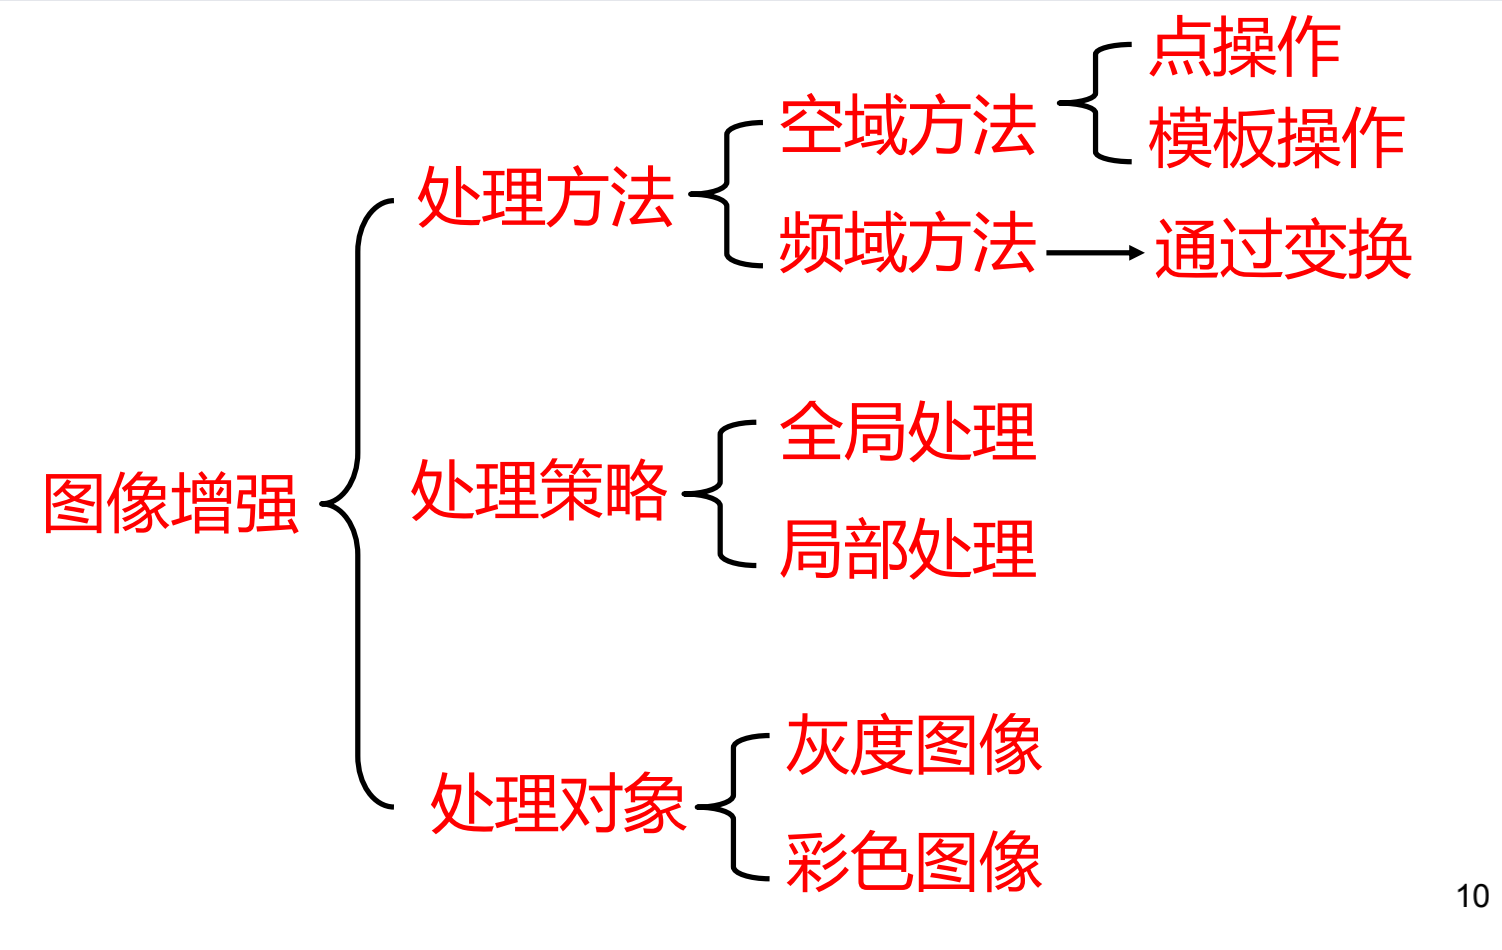 点操作
空域方法
模板操作
处理方法
频域方法
通过变换
全局处理
图像增强
处理策略
局部处理
灰度图像
处理对象
彩色图像
10